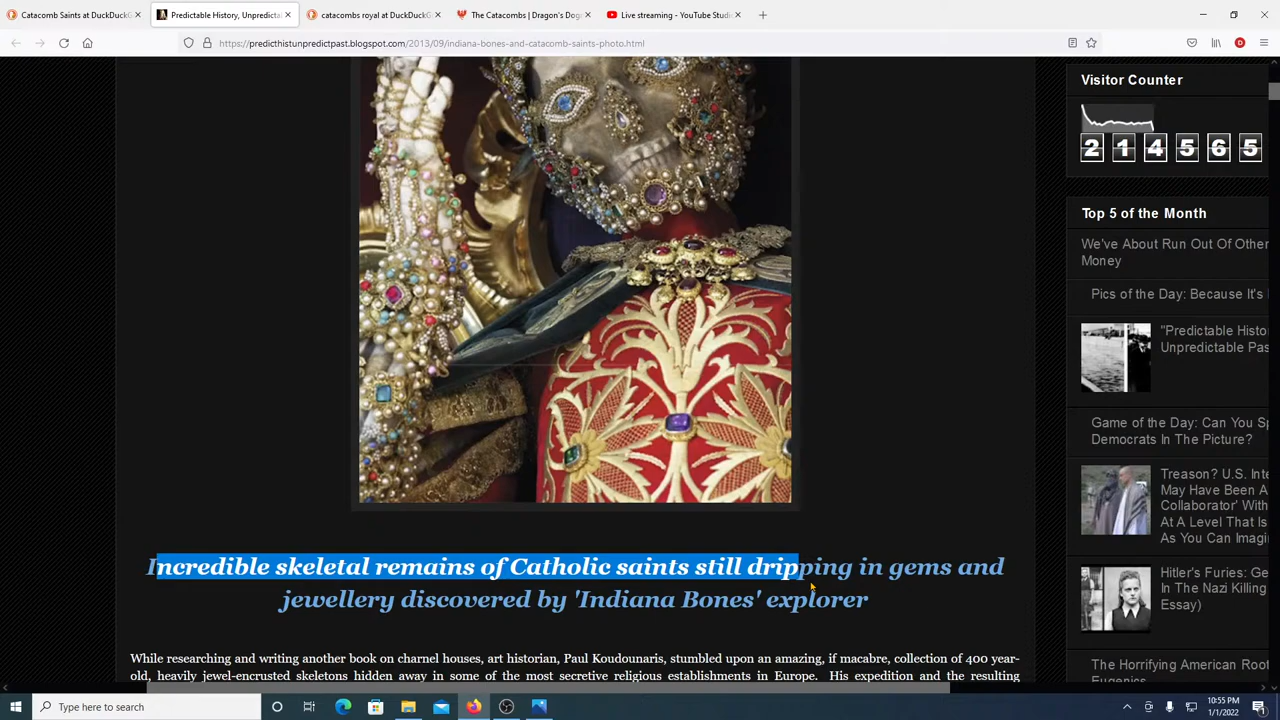 Catacomb Saints at DuckDuckG
Predictable History, Unpredicta
catacombs royal at DuckDuckG
The Catacombs | Dragon's Dog
Live streaming - YouTube Studio
https://predicthistunpredictpast.blogspot.com/2013/09/indiana-bones-and-catacomb-saints-photo.html
Visitor Counter
214565
Top 5 of the Month
We've About Run Out Of Other
Money
Pics of the Day: Because It's
"Predictable Histo
Unpredictable Pas
Game of the Day: Can You Sp
Democrats In The Picture?
Treason? U.S. Inte
May Have Been A
Collaborator' With
At A Level That Is
As You Can Imagin
Hitler's Furies: Ge
In The Nazi Killing
Essay)
The Horrifying American Root
Eugenics
Incredible skeletal remains of Catholic saints still dripping in gems and
jewellery discovered by 'Indiana Bones' explorer
While researching and writing another book on charnel houses, art historian, Paul Koudounaris, stumbled upon an amazing, if macabre, collection of 400 year-
old, heavily jewel-encrusted skeletons hidden away in some of the most secretive religious establishments in Europe. His expedition and the resulting
Type here to search
10:55 PM
1/1/2022